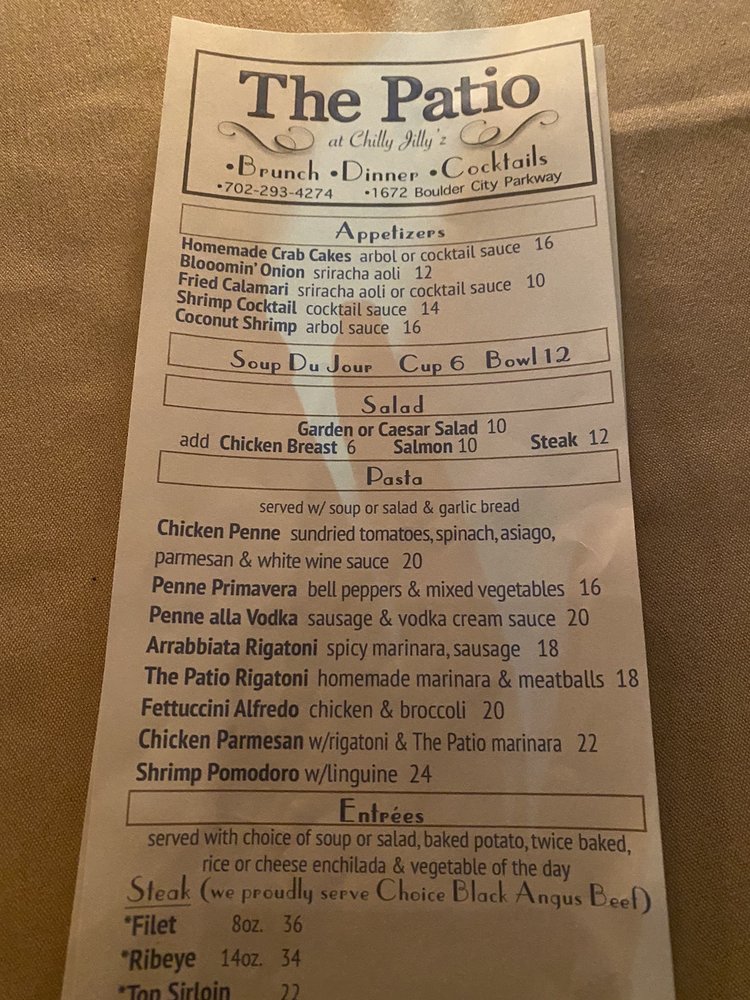 The Patio
at Chilly Jilly'z
•Brunch •Dinner •Cocktails
•702-293-4274 •1672 Boulder City Parkway
Appetizers
Homemade Crab Cakes arbol or cocktail sauce 16
Blooomin' Onion sriracha aoli 12
Fried Calamari sriracha aoli or cocktail sauce 10
Shrimp Cocktail cocktail sauce 14
Coconut Shrimp arbol sauce 16
Soup Du Jour Cup 6 Bowl 12
Salad
Garden or Caesar Salad 10
add Chicken Breast 6 Salmon 10 Steak 12
Pasta
served w/ soup or salad & garlic bread
Chicken Penne sundried tomatoes, spinach, asiago,
parmesan & white wine sauce 20
Penne Primavera bell peppers & mixed vegetables 16
Penne alla Vodka sausage & vodka cream sauce 20
Arrabbiata Rigatoni spicy marinara, sausage 18
The Patio Rigatoni homemade marinara & meatballs 18
Fettuccini Alfredo chicken & broccoli 20
Chicken Parmesan w/rigatoni & The Patio marinara 22
Shrimp Pomodoro w/linguine 24
Entrées
served with choice of soup or salad, baked potato, twice baked,
rice or cheese enchilada & vegetable of the day
Steak (we proudly serve Choice Black Angus Beef)
*Filet 8oz. 36
*Ribeye 14oz. 34
*Top Sirloin 22